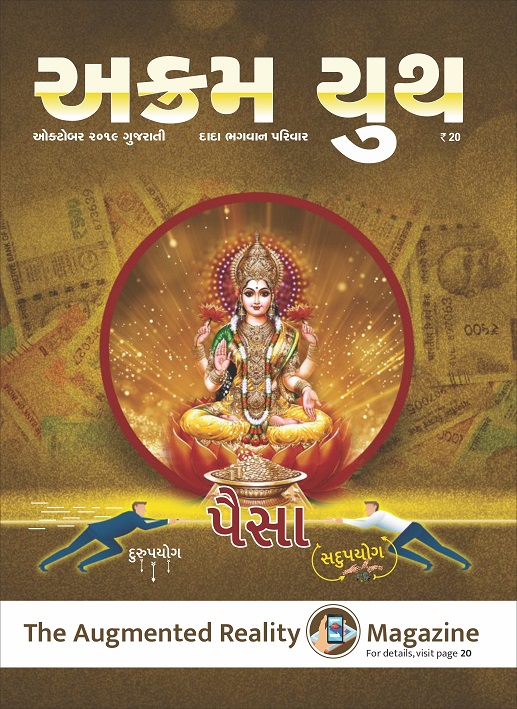 અક્રમ યુથ
ઓક્ટોબર ૨૦૧૯ ગુજરાતી
દાદા ભગવાન પરિવાર
₹ 20
પૈસા
દુરુપયોગ
સદુપયોગ
The Augmented Reality Magazine
For details, visit page 20